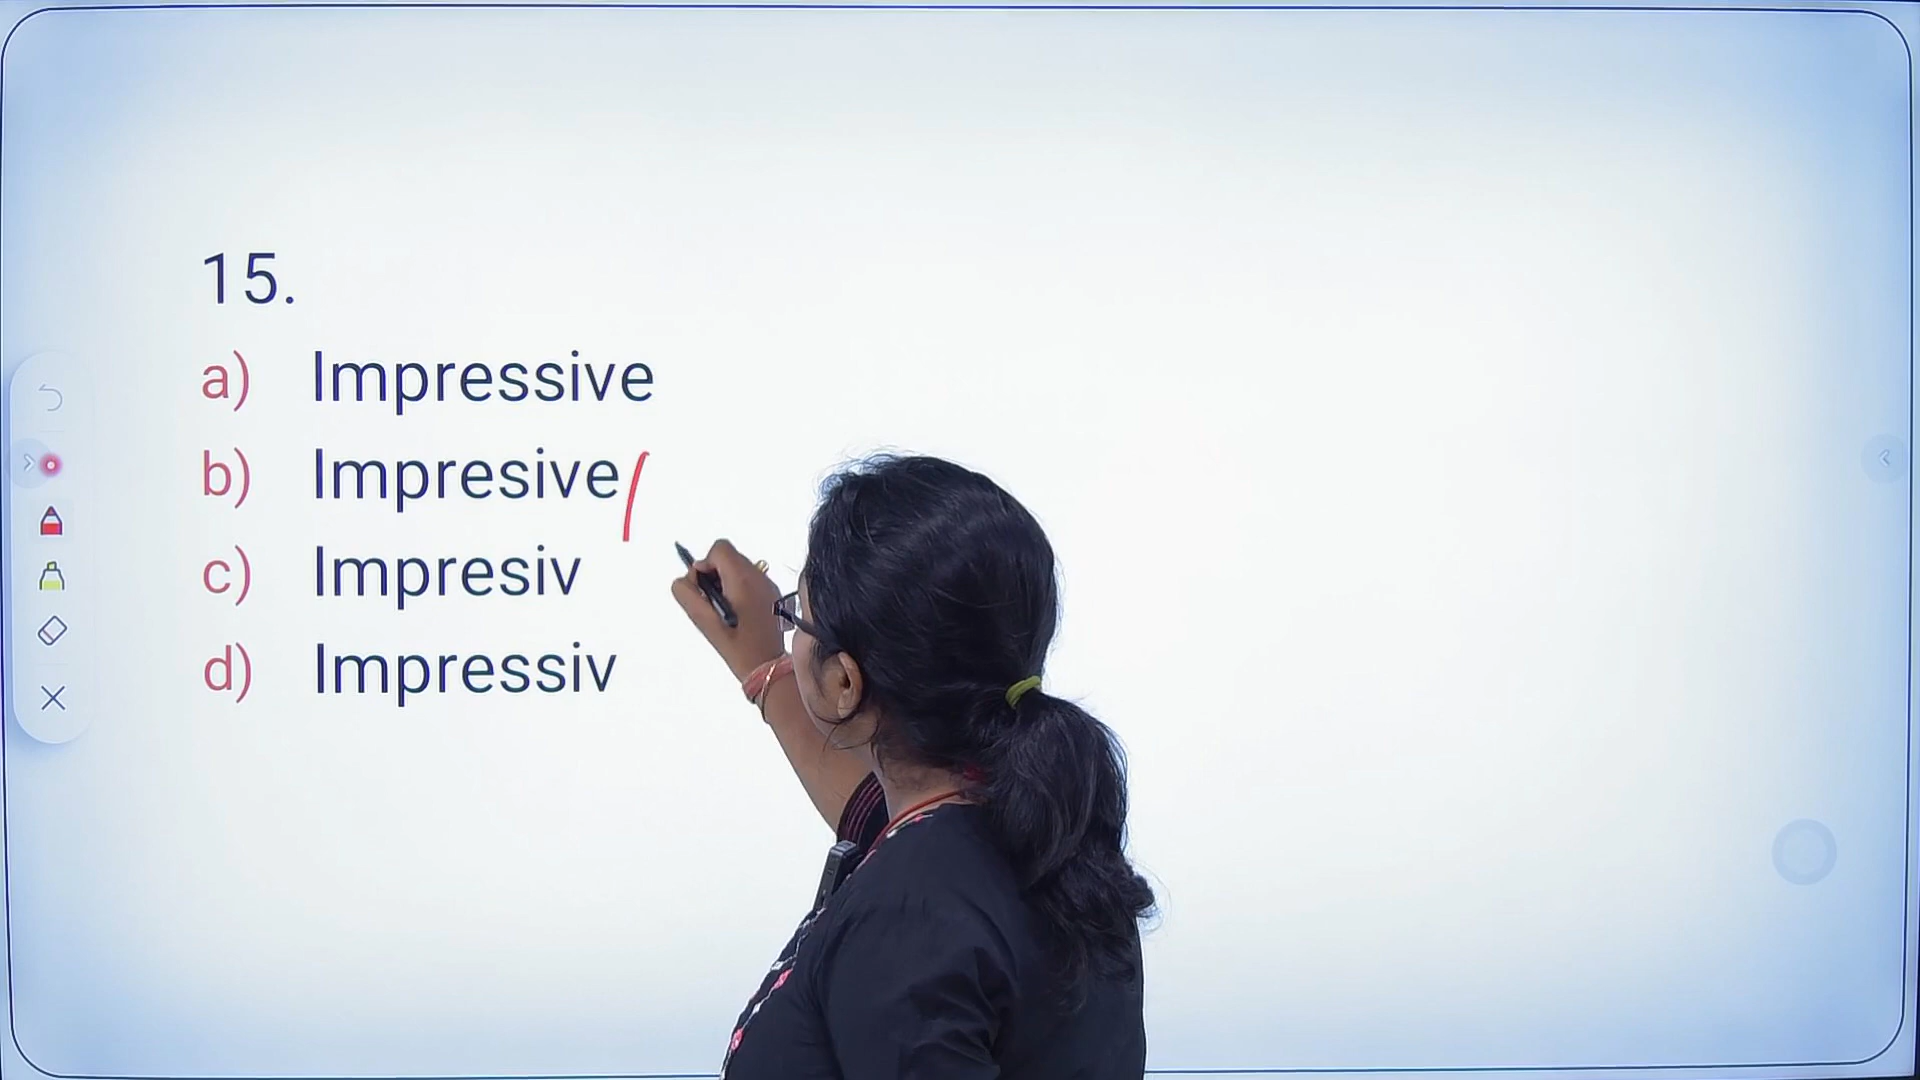 15.
a) Impressive
b) Impresive
c) Impresiv
d) Impressiv